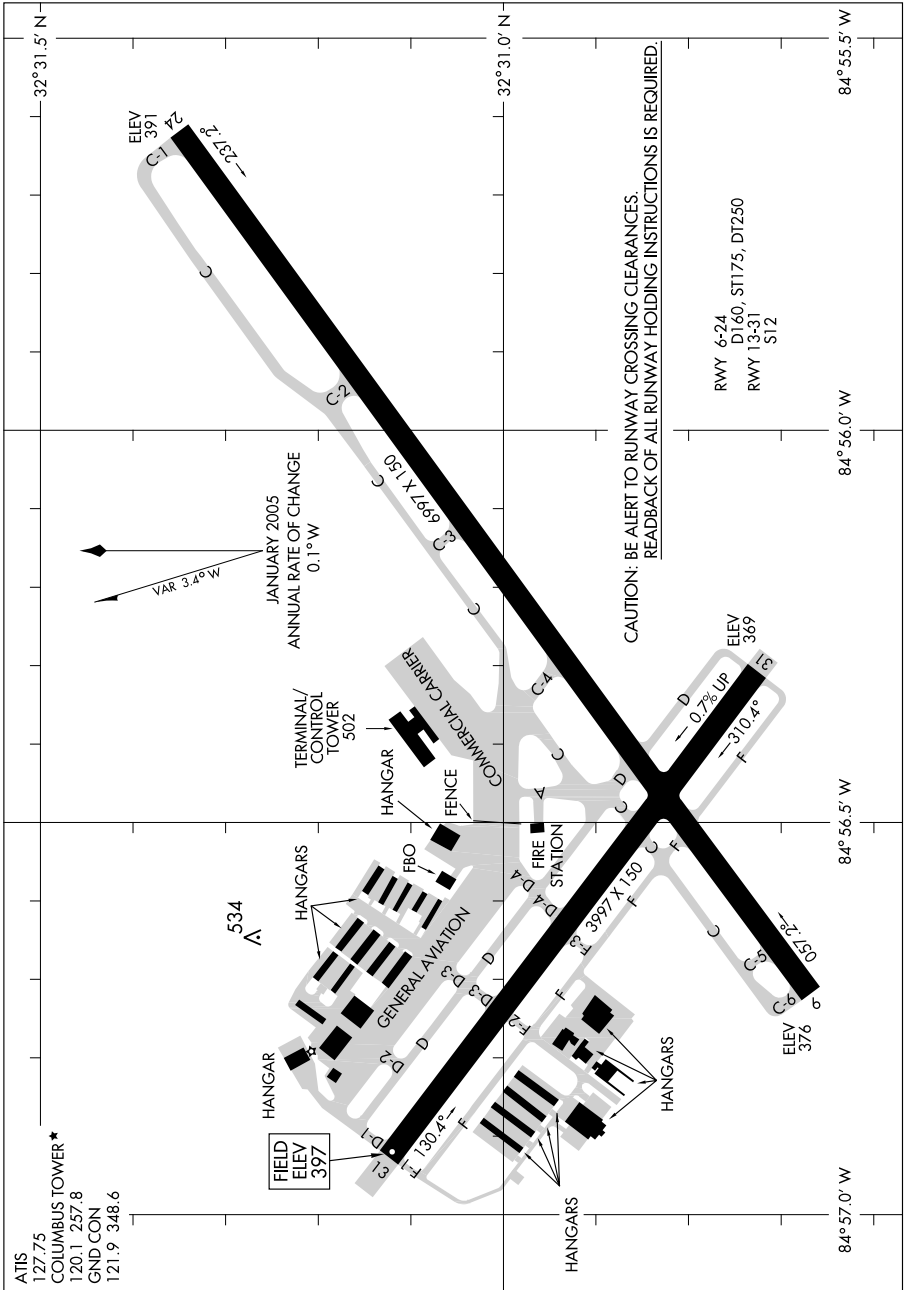 ATIS
127.75
COLUMBUS TOWER★
120.1 257.8
GND CON
121.9 348.6
32°31.5' N
32°31.0' N
84°55.5' W
84°56.0' W
84°56.5' W
84°57.0' W
JANUARY 2005
ANNUAL RATE OF CHANGE
0.1° W
VAR 3.4° W
ELEV
391
24
237.2°
C-1
C
C-2
C
6997 X 150
C-3
C
C-4
C
COMMERCIAL CARRIER
TERMINAL/
CONTROL
TOWER
502
HANGAR
FENCE
FBO
HANGARS
534
HANGAR
GENERAL AVIATION
FIRE
STATION
A
D-4
D-4
D
D-3
D-3
D
D-2
D-1
FIELD
ELEV
397
13
130.4°
F
F-2
F
F-3
F
3997 X 150
F
C
C
D
D
0.7% UP
310.4°
F
31
ELEV
369
C
C-5
C-6
057.2°
6
ELEV
376
HANGARS
HANGARS
CAUTION: BE ALERT TO RUNWAY CROSSING CLEARANCES.
READBACK OF ALL RUNWAY HOLDING INSTRUCTIONS IS REQUIRED.
RWY 6-24
D160, ST175, DT250
RWY 13-31
S12